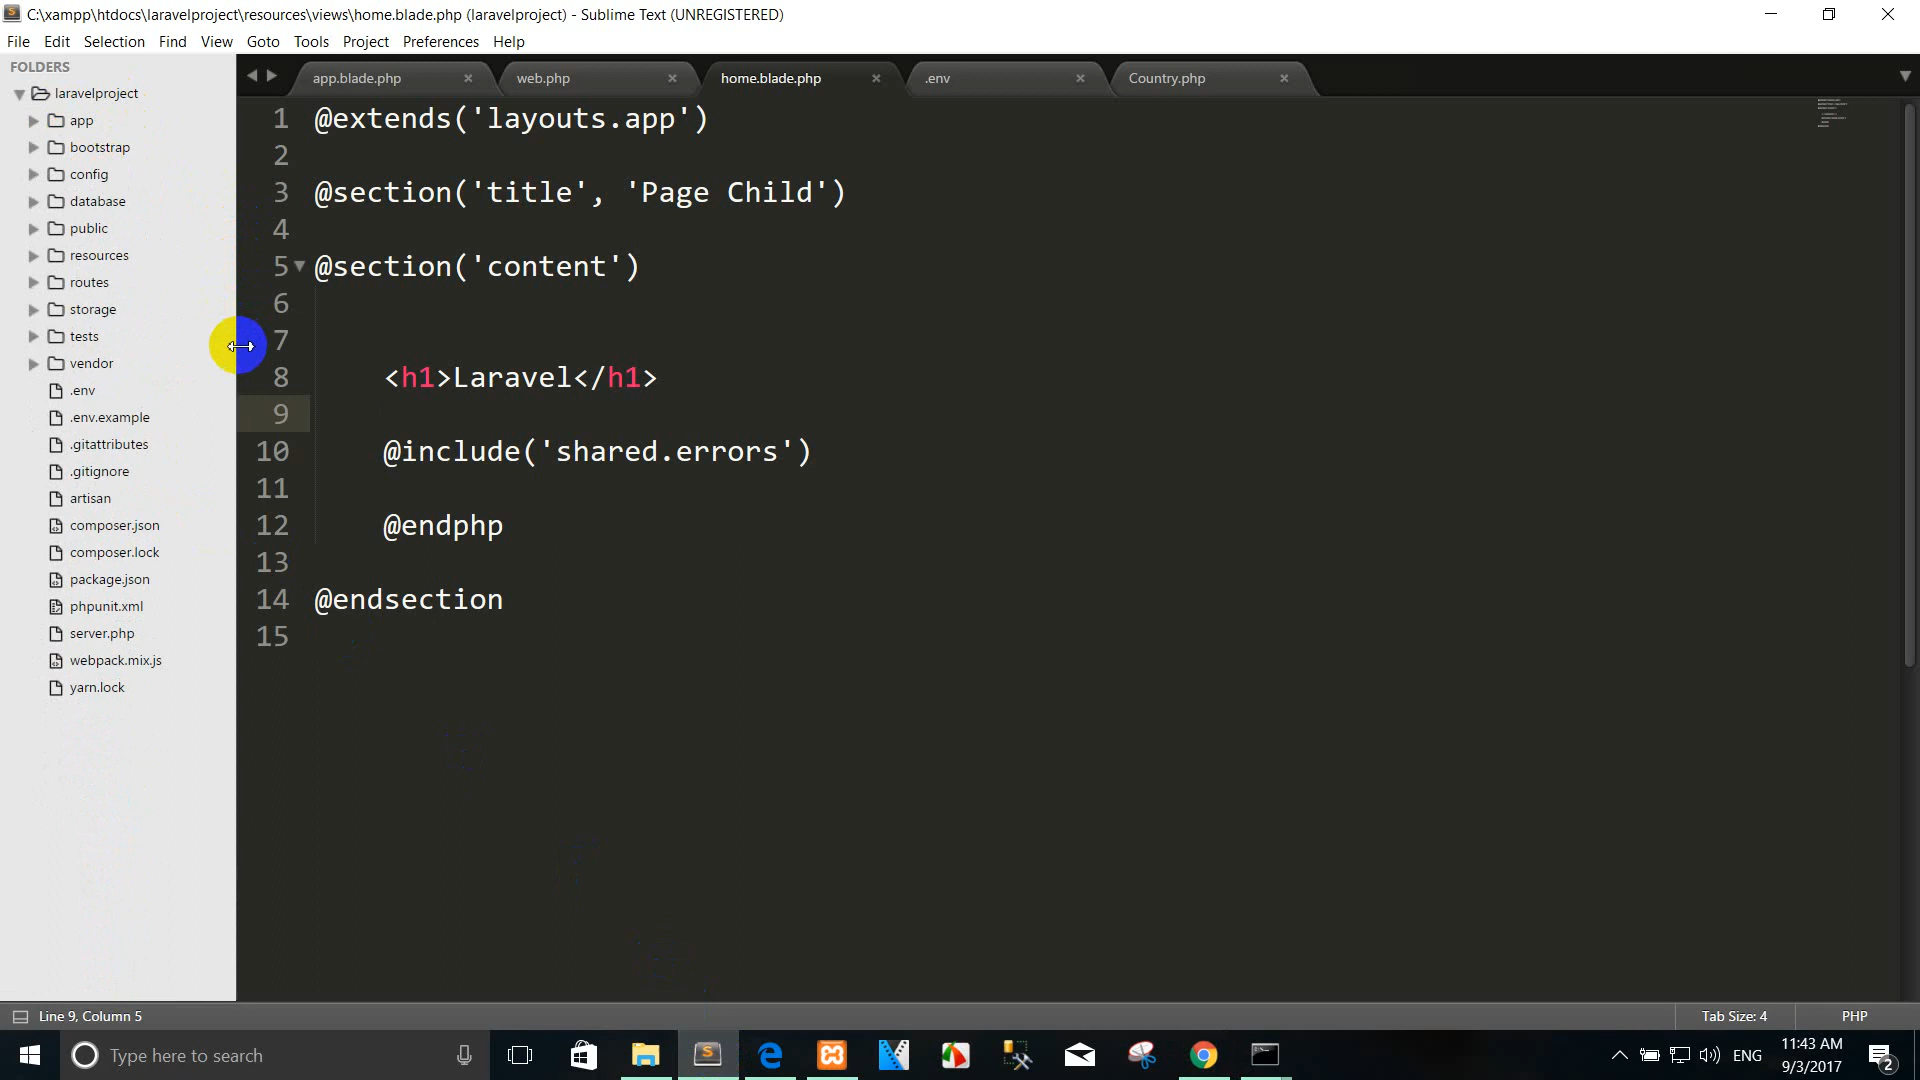 C:\xampp\htdocs\laravelproject\resources\views\home.blade.php (laravelproject) - Sublime Text (UNREGISTERED)
File Edit Selection Find View Goto Tools Project Preferences Help
FOLDERS
laravelproject
app
bootstrap
config
database
public
resources
routes
storage
tests
vendor
.env
.env.example
.gitattributes
.gitignore
artisan
composer.json
composer.lock
package.json
phpunit.xml
server.php
webpack.mix.js
yarn.lock
app.blade.php web.php home.blade.php .env Country.php
1 @extends('layouts.app')
2
3 @section('title', 'Page Child')
4
5 @section('content')
6
7
8 <h1>Laravel</h1>
9
10 @include('shared.errors')
11
12 @endphp
13
14 @endsection
15
Line 9, Column 5 Tab Size: 4 PHP
Type here to search
ENG
11:43 AM
9/3/2017
2